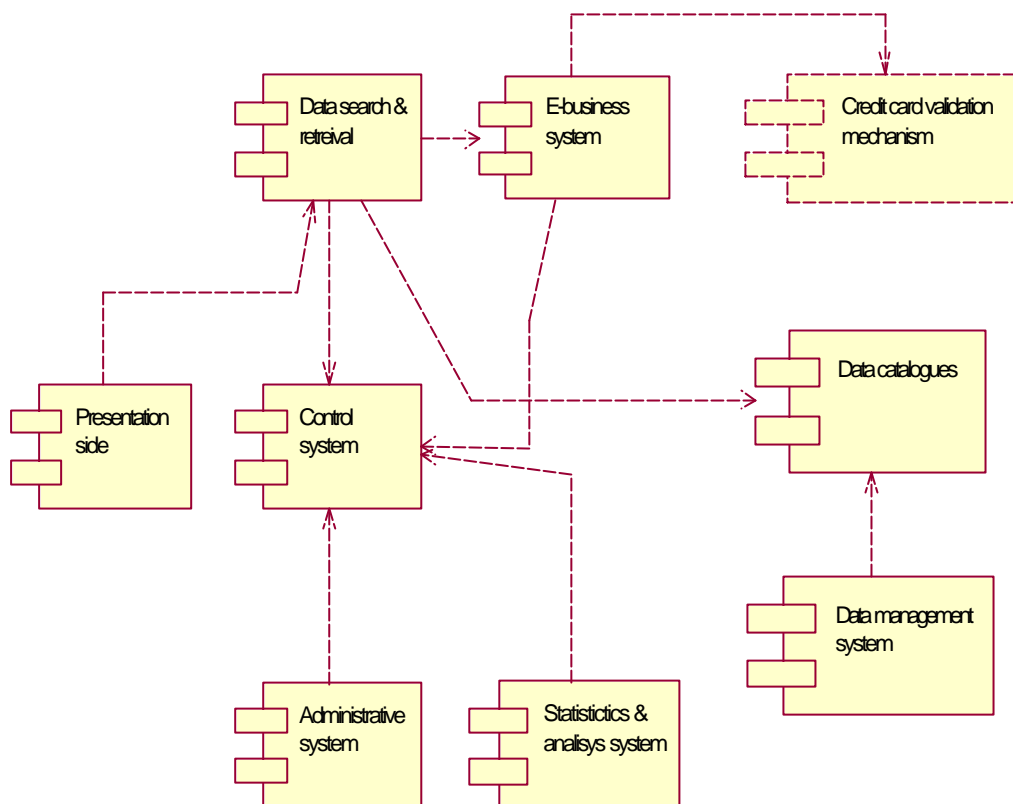 Data search &
retreival
E-business
system
Credit card validation
mechanism
Presentation
side
Control
system
Data catalogues
Data management
system
Administrative
system
Statistictics &
analisys system